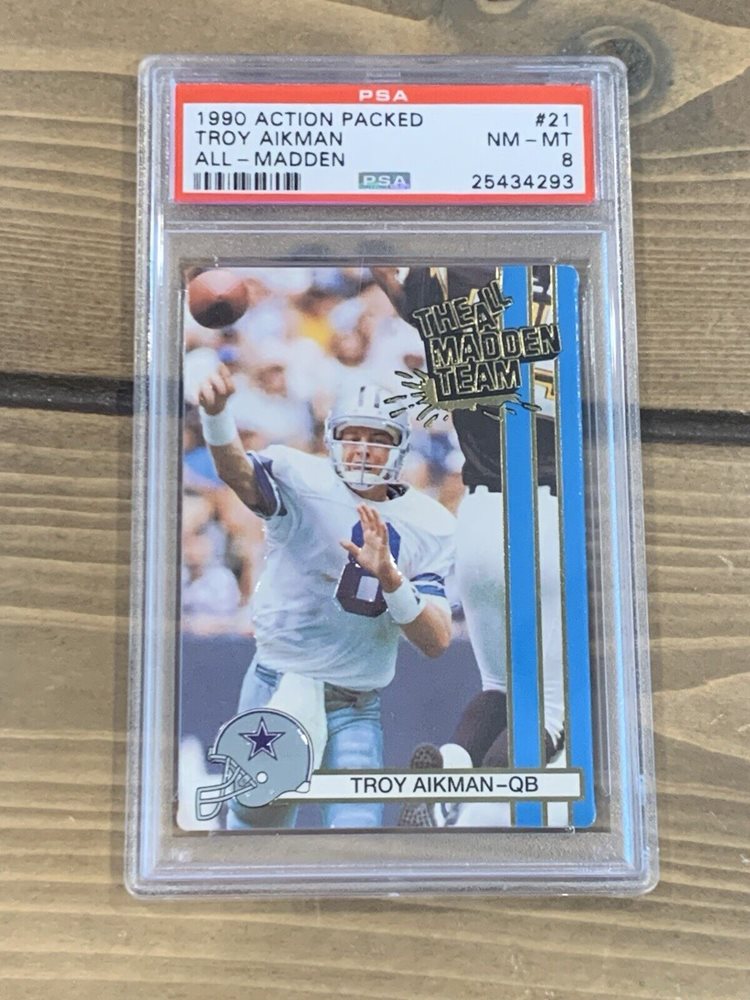 PSA
1990 ACTION PACKED #21
TROY AIKMAN NM-MT
ALL-MADDEN 8
PSA 25434293
THE ALL
MADDEN
TEAM
8
TROY AIKMAN-QB